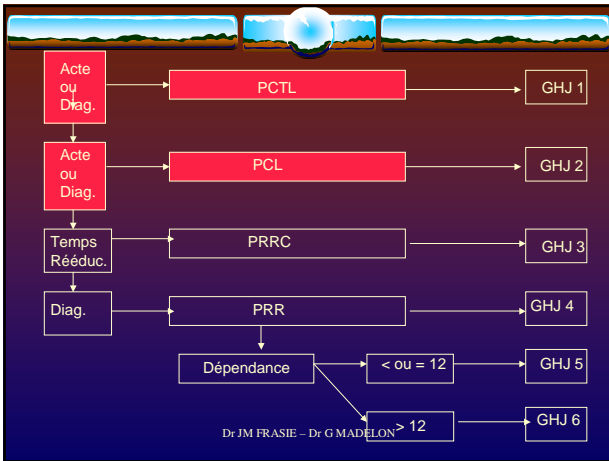 Acte
ou
Diag.
PCTL
GHJ 1
Acte
ou
Diag.
PCL
GHJ 2
Temps
Rééduc.
PRRC
GHJ 3
Diag.
PRR
GHJ 4
Dépendance
< ou = 12
GHJ 5
> 12
GHJ 6
Dr JM FRASIE – Dr G MADELON